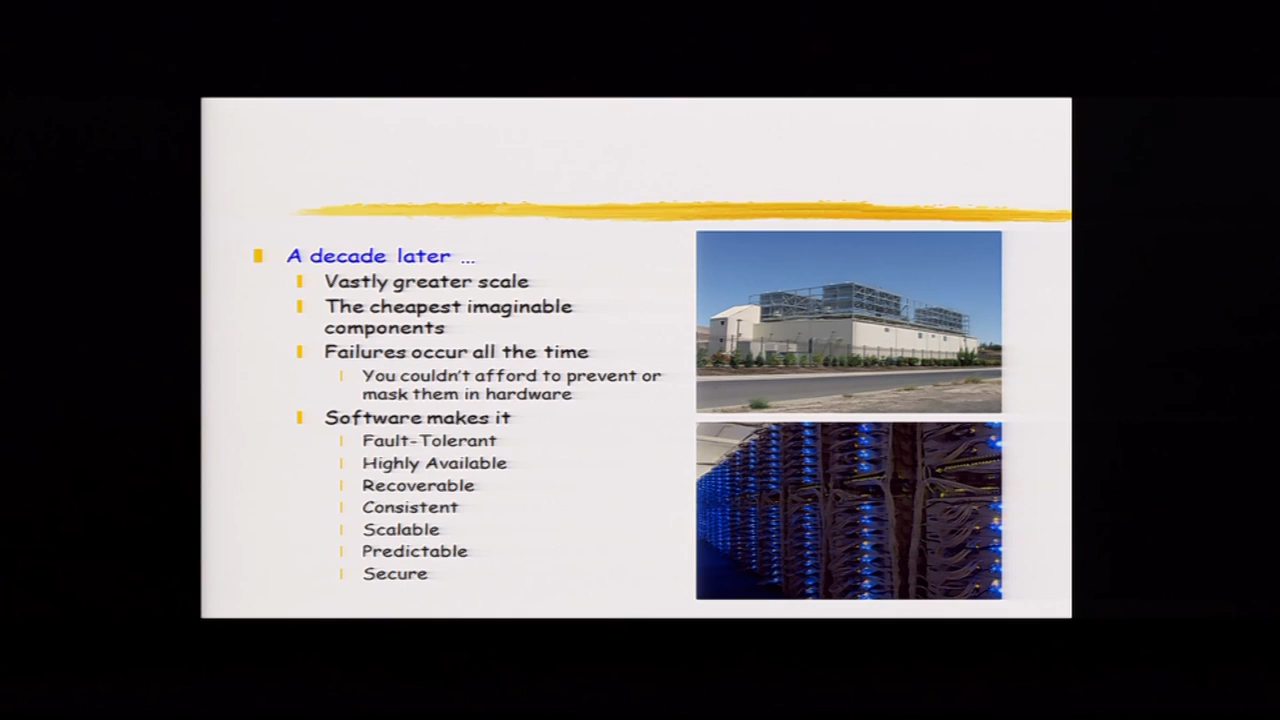 A decade later ...
Vastly greater scale
The cheapest imaginable
components
Failures occur all the time
You couldn't afford to prevent or
mask them in hardware
Software makes it
Fault-Tolerant
Highly Available
Recoverable
Consistent
Scalable
Predictable
Secure